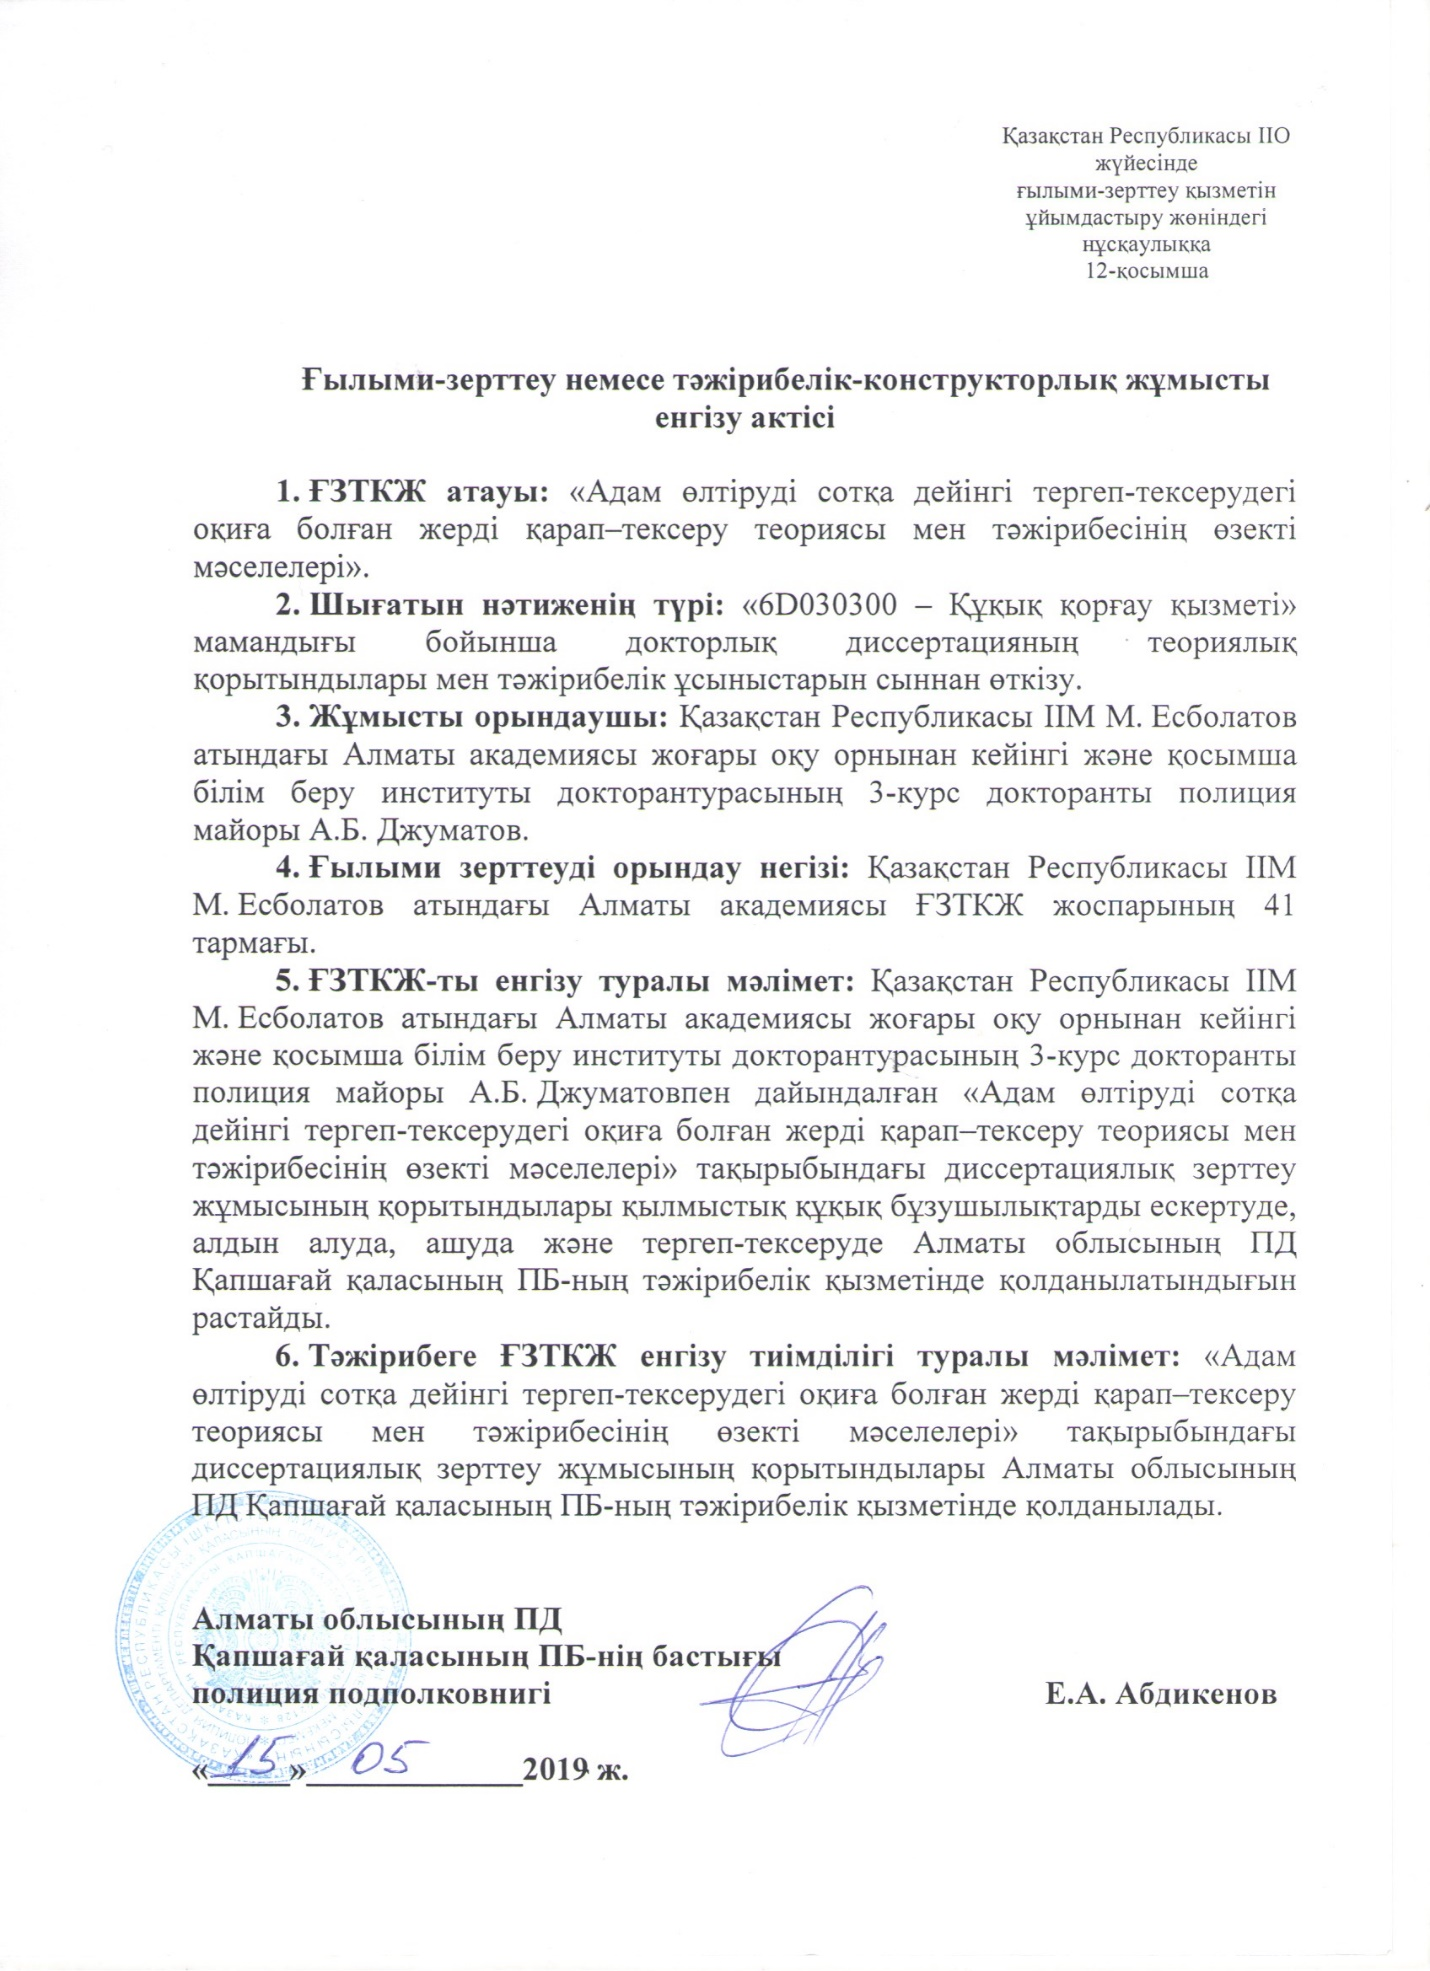 Қазақстан Республикасы ІІО
жүйесінде
ғылыми-зерттеу қызметін
ұйымдастыру жөніндегі
нұсқаулыққа
12-қосымша
Ғылыми-зерттеу немесе тәжірибелік-конструкторлық жұмысты
енгізу актісі
1. ҒЗТКЖ атауы: «Адам өлтіруді сотқа дейінгі тергеп-тексерудегі
оқиға болған жерді қарап–тексеру теориясы мен тәжірибесінің өзекті
мәселелері».
2. Шығатын нәтиженің түрі: «6D030300 – Құқық қорғау қызметі»
мамандығы бойынша докторлық диссертацияның теориялық
қорытындылары мен тәжірибелік ұсыныстарын сыннан өткізу.
3. Жұмысты орындаушы: Қазақстан Республикасы ІІМ М. Есболатов
атындағы Алматы академиясы жоғары оқу орнынан кейінгі және қосымша
білім беру институты докторантурасының 3-курс докторанты полиция
майоры А.Б. Джуматов.
4. Ғылыми зерттеуді орындау негізі: Қазақстан Республикасы ІІМ
М. Есболатов атындағы Алматы академиясы ҒЗТКЖ жоспарының 41
тармағы.
5. ҒЗТКЖ-ты енгізу туралы мәлімет: Қазақстан Республикасы ІІМ
М. Есболатов атындағы Алматы академиясы жоғары оқу орнынан кейінгі
және қосымша білім беру институты докторантурасының 3-курс докторанты
полиция майоры А.Б. Джуматовпен дайындалған «Адам өлтіруді сотқа
дейінгі тергеп-тексерудегі оқиға болған жерді қарап–тексеру теориясы мен
тәжірибесінің өзекті мәселелері» тақырыбындағы диссертациялық зерттеу
жұмысының қорытындылары қылмыстық құқық бұзушылықтарды ескертуде,
алдын алуда, ашуда және тергеп-тексеруде Алматы облысының ПД
Қапшағай қаласының ПБ-ның тәжірибелік қызметінде қолданылатындығын
растайды.
6. Тәжірибеге ҒЗТКЖ енгізу тиімділігі туралы мәлімет: «Адам
өлтіруді сотқа дейінгі тергеп-тексерудегі оқиға болған жерді қарап–тексеру
теориясы мен тәжірибесінің өзекті мәселелері» тақырыбындағы
диссертациялық зерттеу жұмысының қорытындылары Алматы облысының
ПД Қапшағай қаласының ПБ-ның тәжірибелік қызметінде қолданылады.
Алматы облысының ПД
Қапшағай қаласының ПБ-нің бастығы
полиция подполковнигі Е.А. Абдикенов
«15» 05 2019 ж.